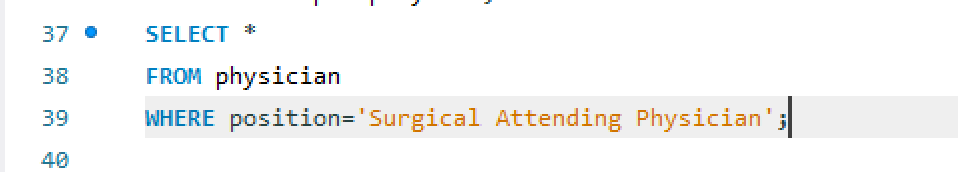 37 SELECT *
38 FROM physician
39 WHERE position='Surgical Attending Physician';
40